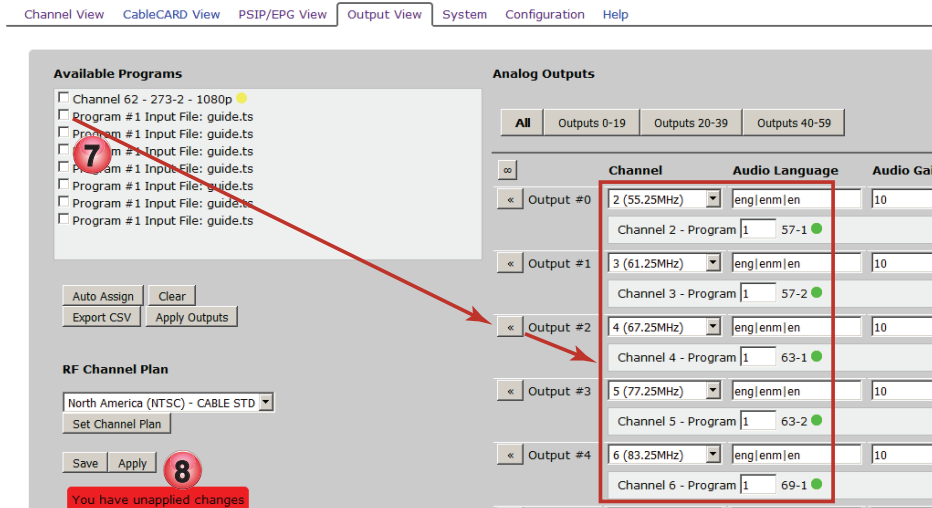 Channel View CableCARD View PSIP/EPG View Output View System Configuration Help
Available Programs
Channel 62 - 273-2 - 1080p
Program #1 Input File: guide.ts
Program #1 Input File: guide.ts
m #1 Input File: guide.ts
Program #1 Input File: guide.ts
Program #1 Input File: guide.ts
Program #1 Input File: guide.ts
Program #1 Input File: guide.ts
7
Auto Assign Clear
Export CSV Apply Outputs
RF Channel Plan
North America (NTSC) - CABLE STD
Set Channel Plan
Save Apply
8
You have unapplied changes
Analog Outputs
All Outputs 0-19 Outputs 20-39 Outputs 40-59
∞ Channel Audio Language Audio Gai
« Output #0 2 (55.25MHz) eng|enm|en 10
Channel 2 - Program 1 57-1
« Output #1 3 (61.25MHz) eng|enm|en 10
Channel 3 - Program 1 57-2
« Output #2 4 (67.25MHz) eng|enm|en 10
Channel 4 - Program 1 63-1
« Output #3 5 (77.25MHz) eng|enm|en 10
Channel 5 - Program 1 63-2
« Output #4 6 (83.25MHz) eng|enm|en 10
Channel 6 - Program 1 69-1